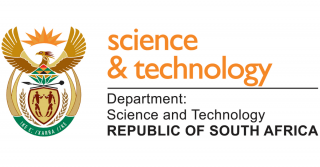 science
& technology
Department:
Science and Technology
REPUBLIC OF SOUTH AFRICA